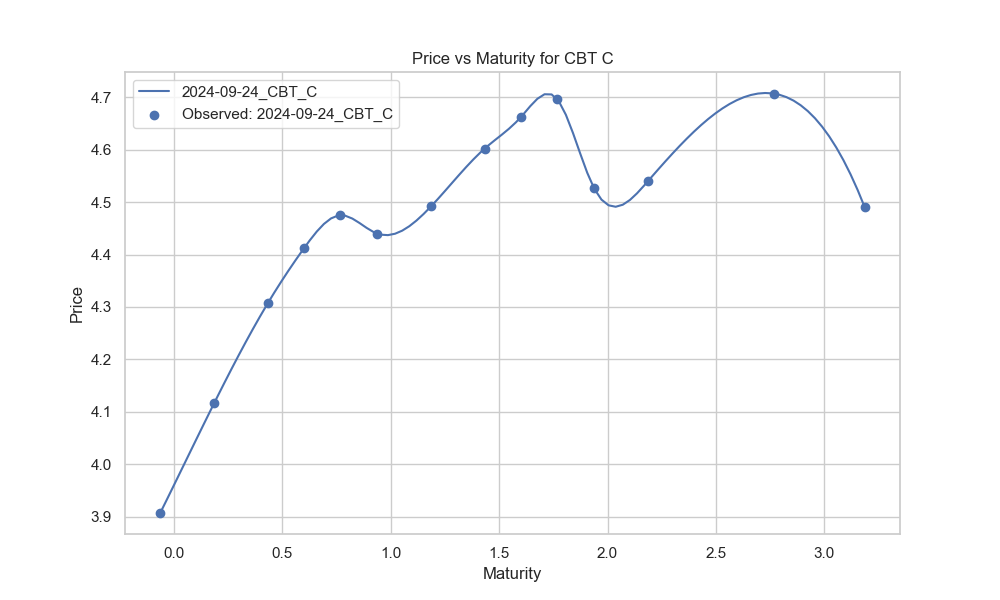 Price vs Maturity for CBT C
2024-09-24_CBT_C
Observed: 2024-09-24_CBT_C
Price
4.7
4.6
4.5
4.4
4.3
4.2
4.1
4.0
3.9
0.0 0.5 1.0 1.5 2.0 2.5 3.0
Maturity